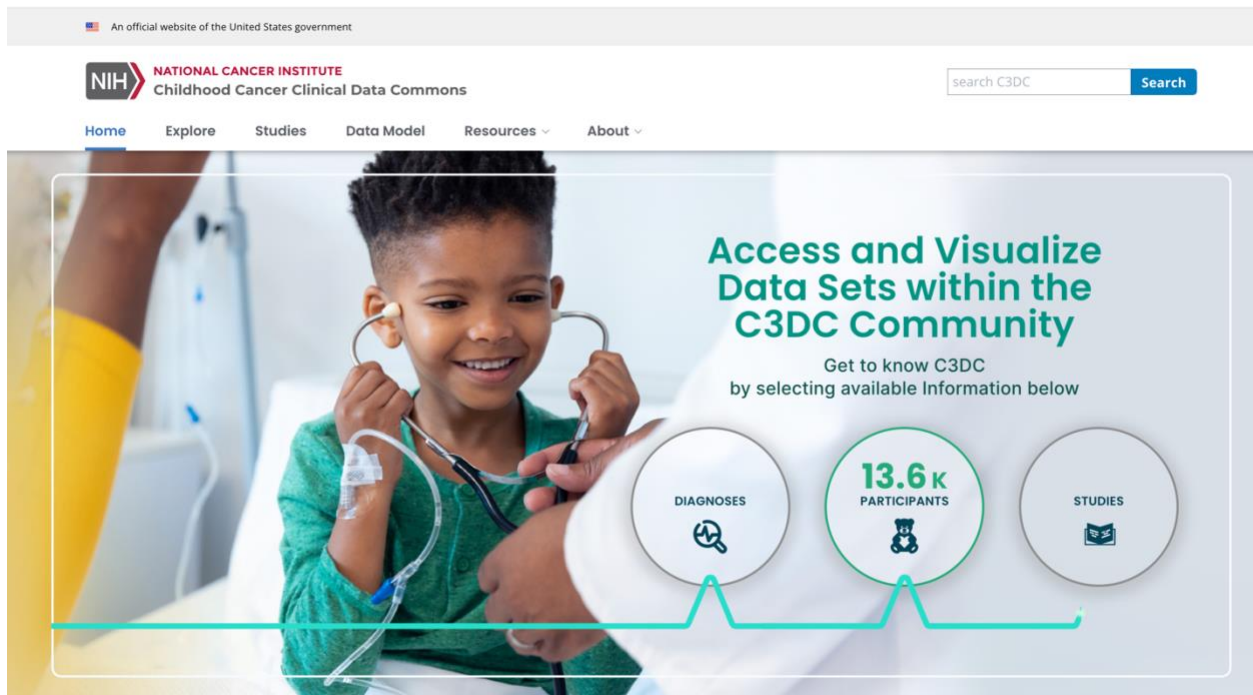 An official website of the United States government
NIH
NATIONAL CANCER INSTITUTE
Childhood Cancer Clinical Data Commons
search C3DC
Search
Home Explore Studies Data Model Resources About
Access and Visualize
Data Sets within the
C3DC Community
Get to know C3DC
by selecting available Information below
DIAGNOSES
13.6 K
PARTICIPANTS
STUDIES